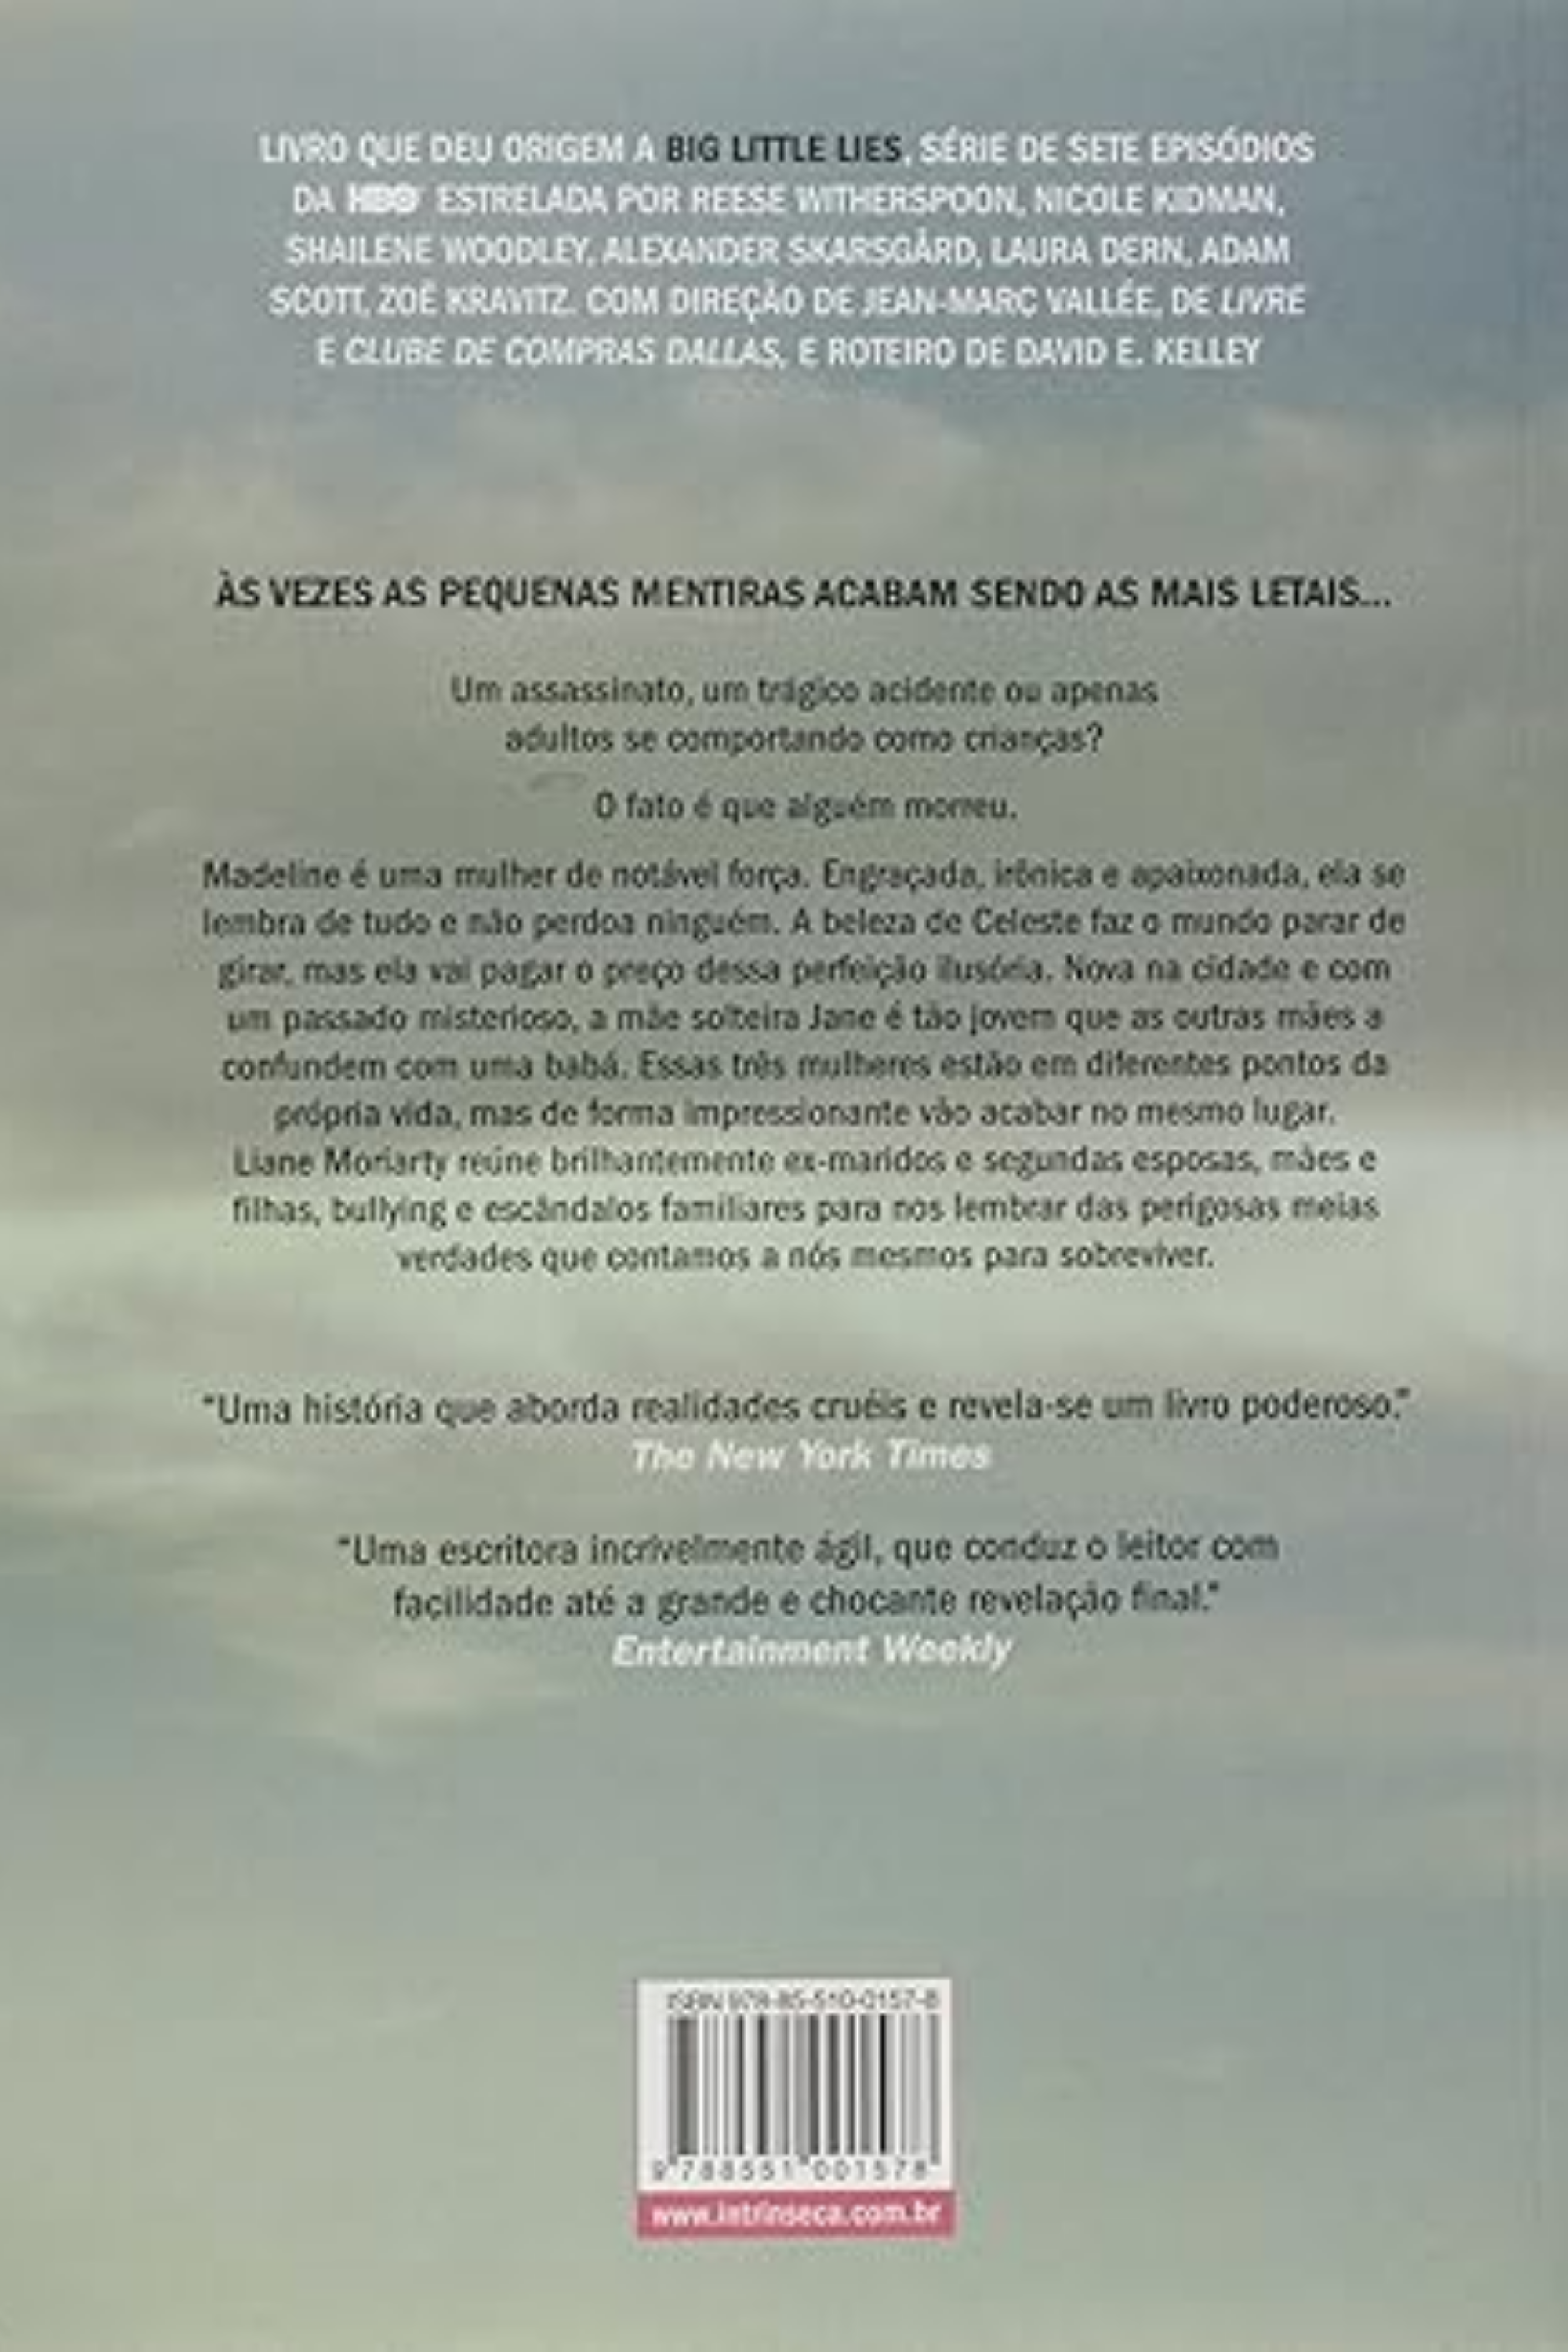 LIVRO QUE DEU ORIGEM A BIG LITTLE LIES, SÉRIE DE SETE EPISÓDIOS
DA HBO ESTRELADA POR REESE WITHERSPOON, NICOLE KIDMAN,
SHAILENE WOODLEY, ALEXANDER SKARSGÅRD, LAURA DERN, ADAM
SCOTT, ZOË KRAVITZ. COM DIREÇÃO DE JEAN-MARC VALLÉE, DE LIVRE
E CLUBE DE COMPRAS DALLAS, E ROTEIRO DE DAVID E. KELLEY
ÀS VEZES AS PEQUENAS MENTIRAS ACABAM SENDO AS MAIS LETAIS...
Um assassinato, um trágico acidente ou apenas
adultos se comportando como crianças?
O fato é que alguém morreu.
Madeline é uma mulher de notável força. Engraçada, irônica e apaixonada, ela se
lembra de tudo e não perdoa ninguém. A beleza de Celeste faz o mundo parar de
girar, mas ela vai pagar o preço dessa perfeição ilusória. Nova na cidade e com
um passado misterioso, a mãe solteira Jane é tão jovem que as outras mães a
confundem com uma babá. Essas três mulheres estão em diferentes pontos da
própria vida, mas de forma impressionante vão acabar no mesmo lugar.
Liane Moriarty reúne brilhantemente ex-maridos e segundas esposas, mães e
filhas, bullying e escândalos familiares para nos lembrar das perigosas meias
verdades que contamos a nós mesmos para sobreviver.
"Uma história que aborda realidades cruéis e revela-se um livro poderoso."
The New York Times
"Uma escritora incrivelmente ágil, que conduz o leitor com
facilidade até a grande e chocante revelação final."
Entertainment Weekly
ISBN 978-85-510-0157-8
9 788551 001578
www.intrinseca.com.br